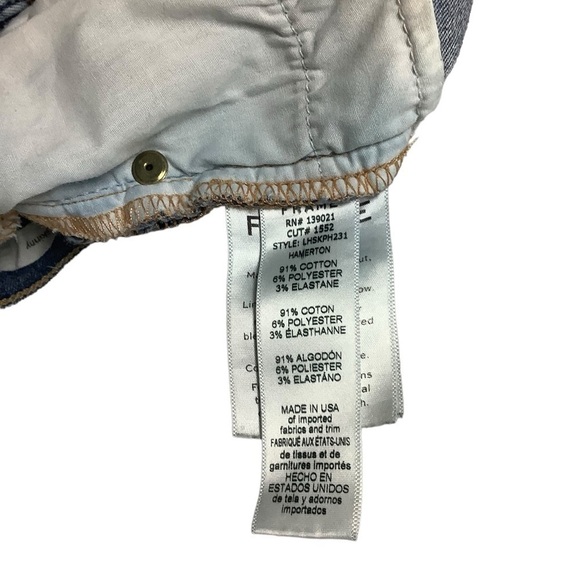 FRAME
RN# 139021
CUT# 1552
STYLE: LHSKPH231
HAMERTON
91% COTTON
6% POLYESTER
3% ELASTANE
91% COTON
6% POLYESTER
3% ÉLASTHANNE
91% ALGODÓN
6% POLIESTER
3% ELASTÁNO
MADE IN USA
of imported
fabrics and trim
FABRIQUÉ AUX ÉTATS-UNIS
de tissus et de
garnitures importés
HECHO EN
ESTADOS UNIDOS
de tela y adornos
importados